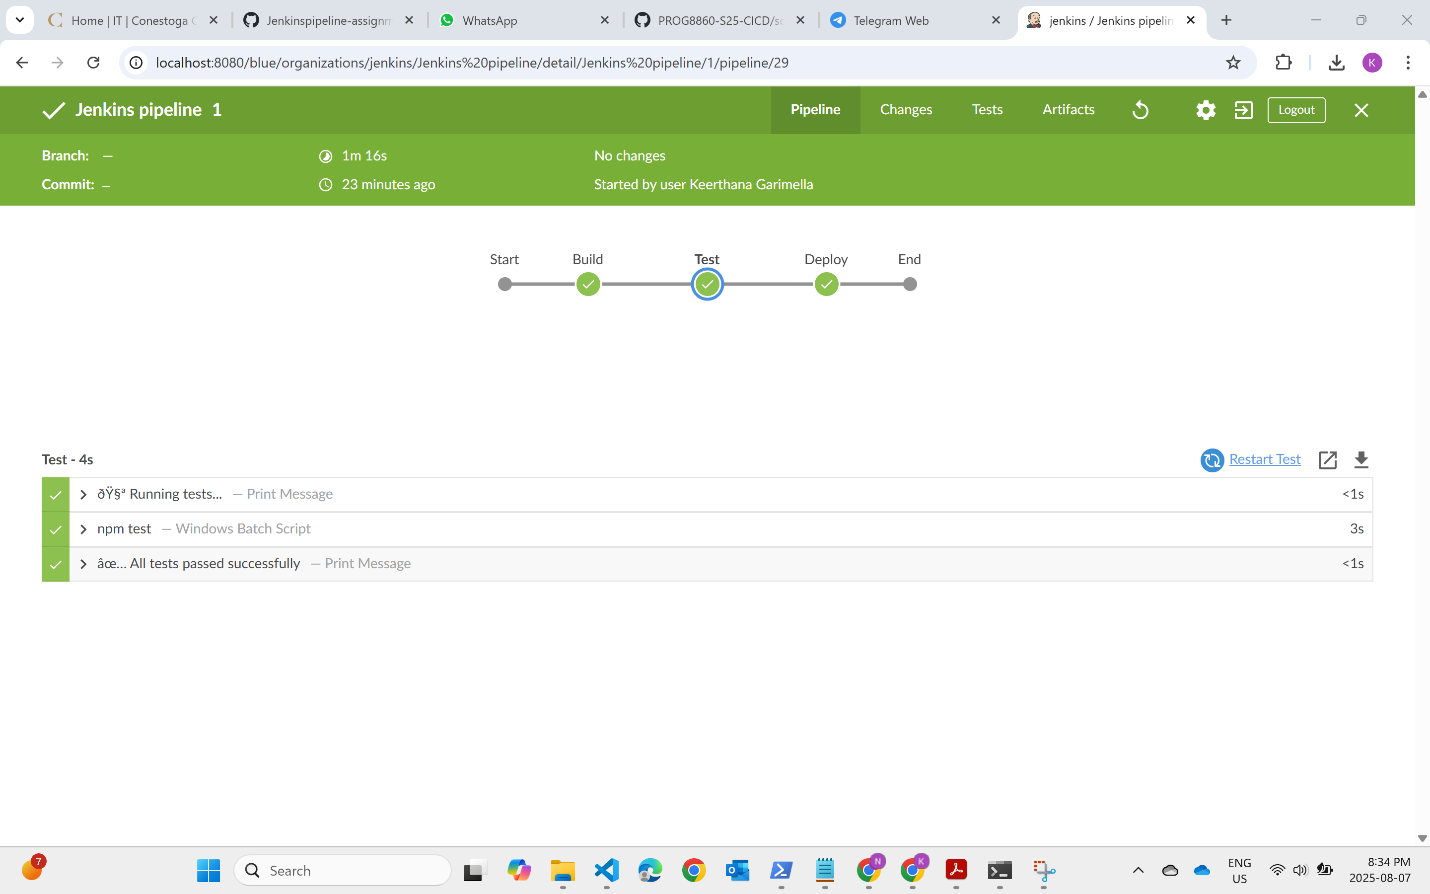 Home | IT | Conestoga C
Jenkinspipeline-assignm
WhatsApp
PROG8860-S25-CICD/se
Telegram Web
jenkins / Jenkins pipelin
localhost:8080/blue/organizations/jenkins/Jenkins%20pipeline/detail/Jenkins%20pipeline/1/pipeline/29
K
Jenkins pipeline 1
Pipeline
Changes
Tests
Artifacts
Logout
Branch: —
1m 16s
No changes
Commit: —
23 minutes ago
Started by user Keerthana Garimella
Start
Build
Test
Deploy
End
Test - 4s
Restart Test
ðŸ§ª Running tests... — Print Message <1s
npm test — Windows Batch Script 3s
âœ… All tests passed successfully — Print Message <1s
7
Search
N
K
ENG
US
8:34 PM
2025-08-07